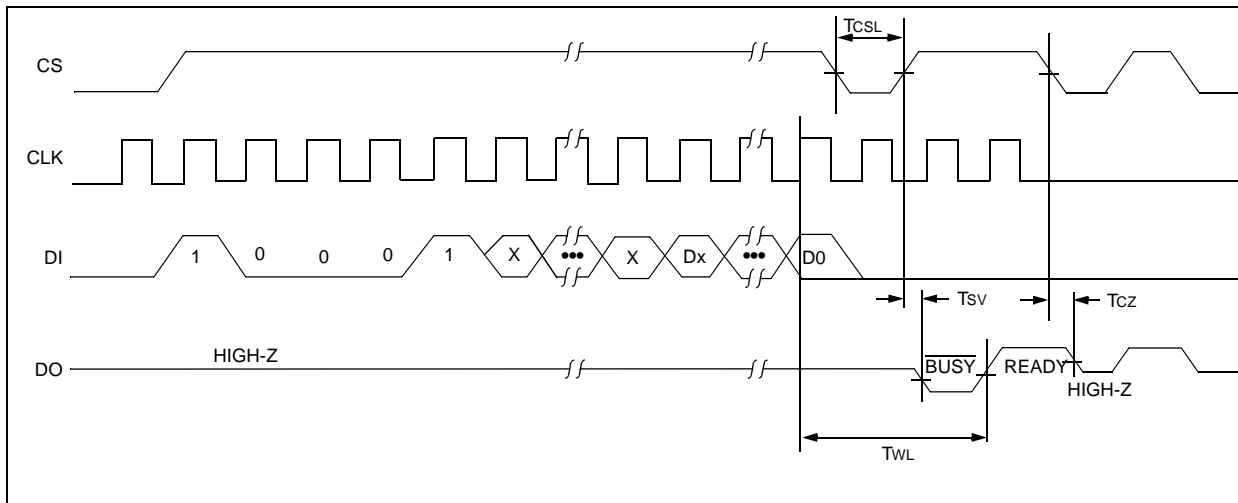 TCSL
CS
CLK
DI 1 0 0 0 1 X ••• X Dx ••• D0
TSV TCZ
DO HIGH-Z BUSY READY HIGH-Z
TWL